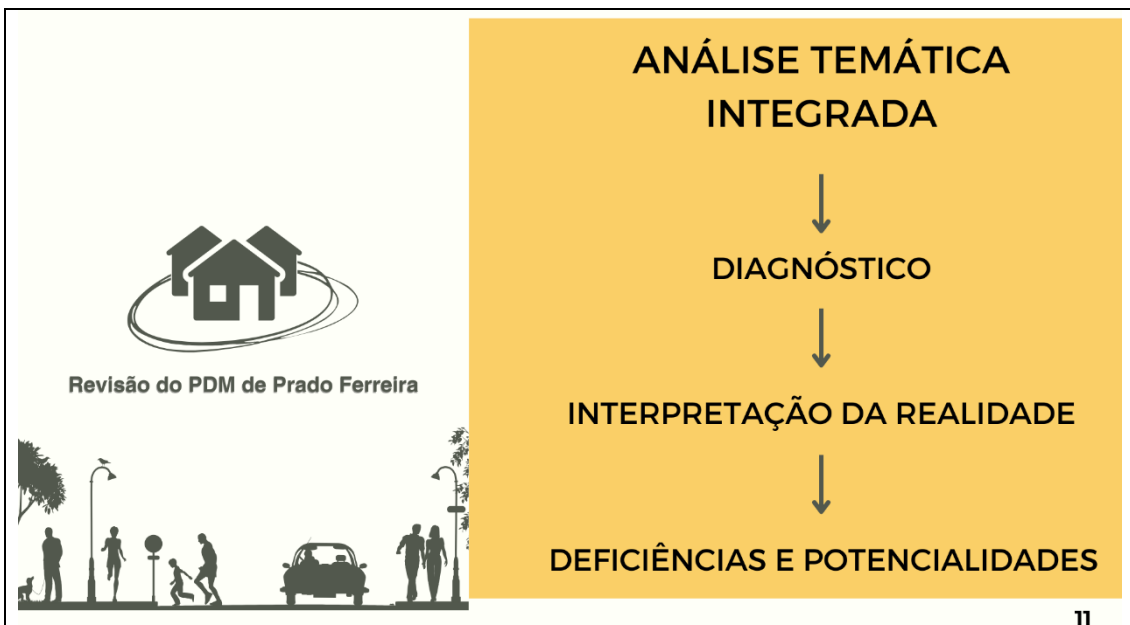 ANÁLISE TEMÁTICA
INTEGRADA
DIAGNÓSTICO
INTERPRETAÇÃO DA REALIDADE
DEFICIÊNCIAS E POTENCIALIDADES
Revisão do PDM de Prado Ferreira
11